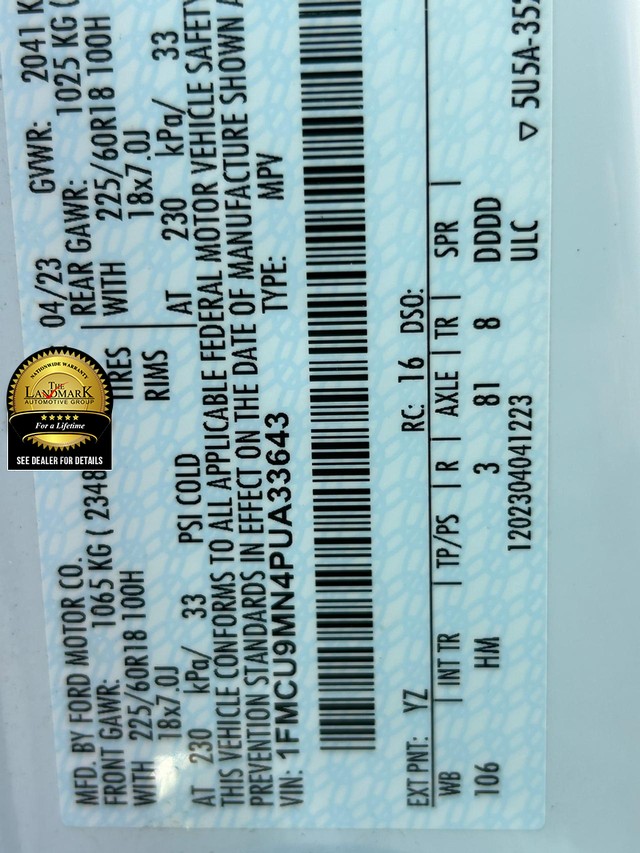 MFD. BY FORD MOTOR CO. 04/23 GVWR: 2041 K
FRONT GAWR: 1065 KG ( 2348 REAR GAWR: 1025 KG (
WITH 225/60R18 100H TIRES WITH 225/60R18 100H
18x7.0J RIMS 18x7.0J
AT 230 kPa/ 33 PSI COLD AT 230 kPa/ 33
THIS VEHICLE CONFORMS TO ALL APPLICABLE FEDERAL MOTOR VEHICLE SAFETY
PREVENTION STANDARDS IN EFFECT ON THE DATE OF MANUFACTURE SHOWN A
VIN: 1FMCU9MN4PUA33643 TYPE: MPV
EXT PNT: YZ RC: 16 DSO:
WB | INT TR | TP/PS | R | AXLE | TR | SPR |
106 HM 3 81 8 DDDD
1202304041223 ULC
▽ 5U5A-352
NATIONWIDE WARRANTY
THE LANDMARK
AUTOMOTIVE GROUP
For a Lifetime
SEE DEALER FOR DETAILS